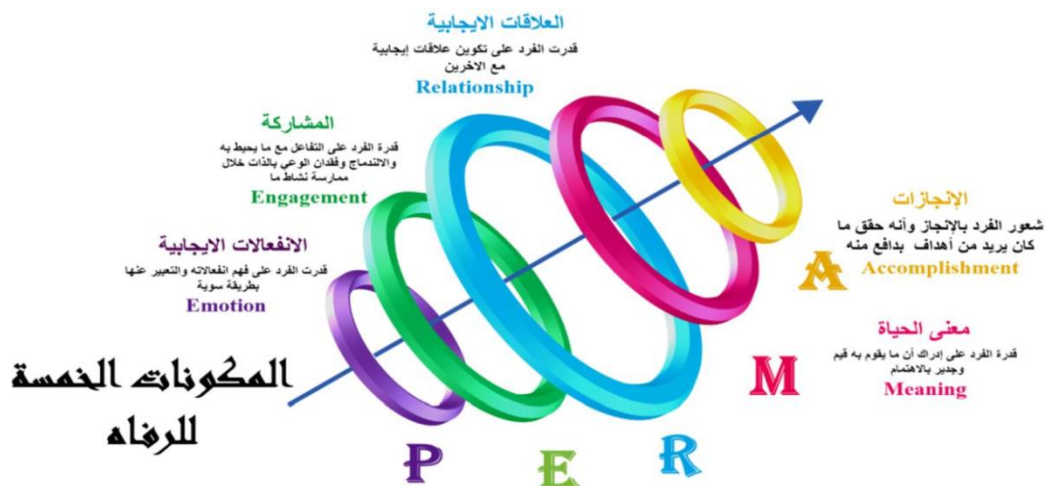 العلاقات الايجابية
قدرت الفرد على تكوين علاقات إيجابية
مع الاخرين
Relationship
المشاركة
قدرة الفرد على التفاعل مع ما يحيط به
والاندماج وفقدان الوعي بالذات خلال
ممارسة نشاط ما
Engagement
الانفعالات الايجابية
قدرت الفرد على فهم انفعالاته والتعبير عنها
بطريقة سوية
Emotion
الإنجازات
شعور الفرد بالإنجاز وأنه حقق ما
كان يريد من أهداف بدافع منه
Accomplishment
معنى الحياة
قدرة الفرد على إدراك أن ما يقوم به قيم
وجدير بالاهتمام
Meaning
المكونات الخمسة
للرفاه
P E R M A